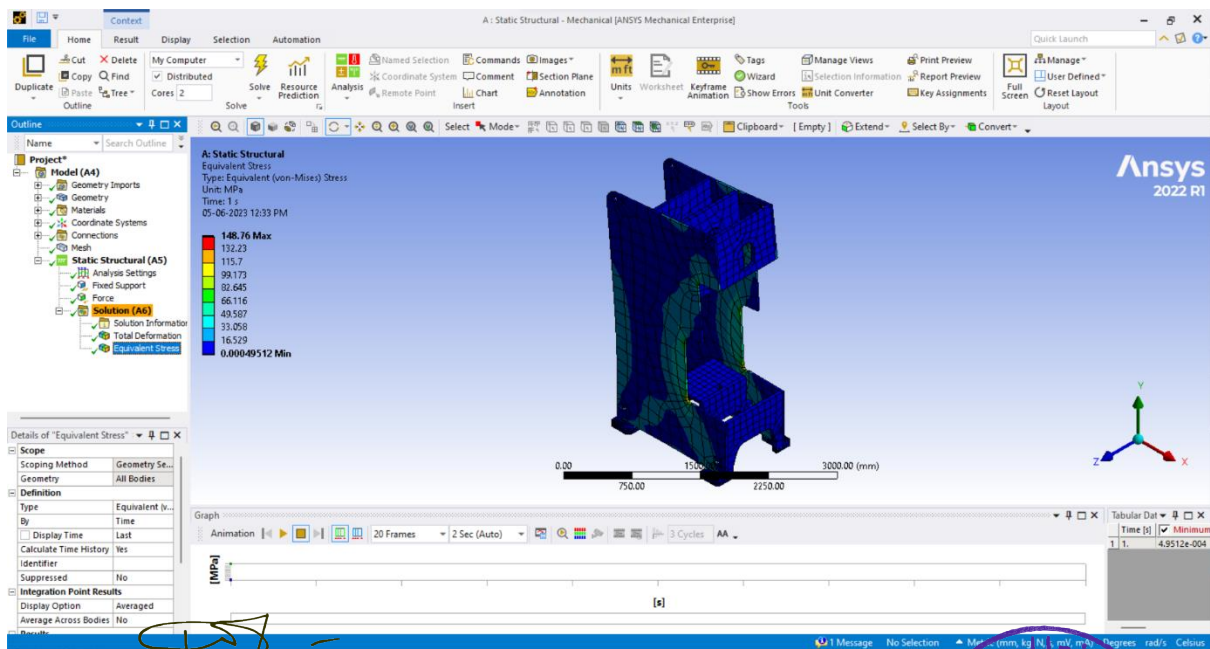 Context
A : Static Structural - Mechanical [ANSYS Mechanical Enterprise]
File Home Result Display Selection Automation
Quick Launch
Duplicate
Cut
Copy
Paste
Delete
Find
Tree
Outline
My Computer
Distributed
Cores 2
Solve
Resource Prediction
Solve
Analysis
Named Selection
Coordinate System
Remote Point
Commands
Comment
Chart
Images
Section Plane
Annotation
Insert
Units
Worksheet
Keyframe Animation
Tags
Wizard
Show Errors
Manage Views
Selection Information
Unit Converter
Print Preview
Report Preview
Key Assignments
Tools
Full Screen
Manage
User Defined
Reset Layout
Layout
Outline
Select Mode
Clipboard [Empty] Extend Select By Convert
Name
Search Outline
Project*
Model (A4)
Geometry Imports
Geometry
Materials
Coordinate Systems
Connections
Mesh
Static Structural (A5)
Analysis Settings
Fixed Support
Force
Solution (A6)
Solution Information
Total Deformation
Equivalent Stress
A: Static Structural
Equivalent Stress
Type: Equivalent (von-Mises) Stress
Unit: MPa
Time: 1 s
05-06-2023 12:33 PM
148.76 Max
132.23
115.7
99.173
82.645
66.116
49.587
33.058
16.529
0.00049512 Min
Ansys
2022 R1
0.00 1500.00 3000.00 (mm)
750.00 2250.00
Y
Z X
Details of "Equivalent Stress"
Scope
Scoping Method Geometry Se...
Geometry All Bodies
Definition
Type Equivalent (v...
By Time
Display Time Last
Calculate Time History Yes
Identifier
Suppressed No
Integration Point Results
Display Option Averaged
Average Across Bodies No
Results
Graph
Animation 20 Frames 2 Sec (Auto) 3 Cycles AA
[MPa]
[s]
Tabular Dat
Time [s] Minimum
1 1. 4.9512e-004
1 Message No Selection Metric (mm, kg, N, s, mV, mA) Degrees rad/s Celsius